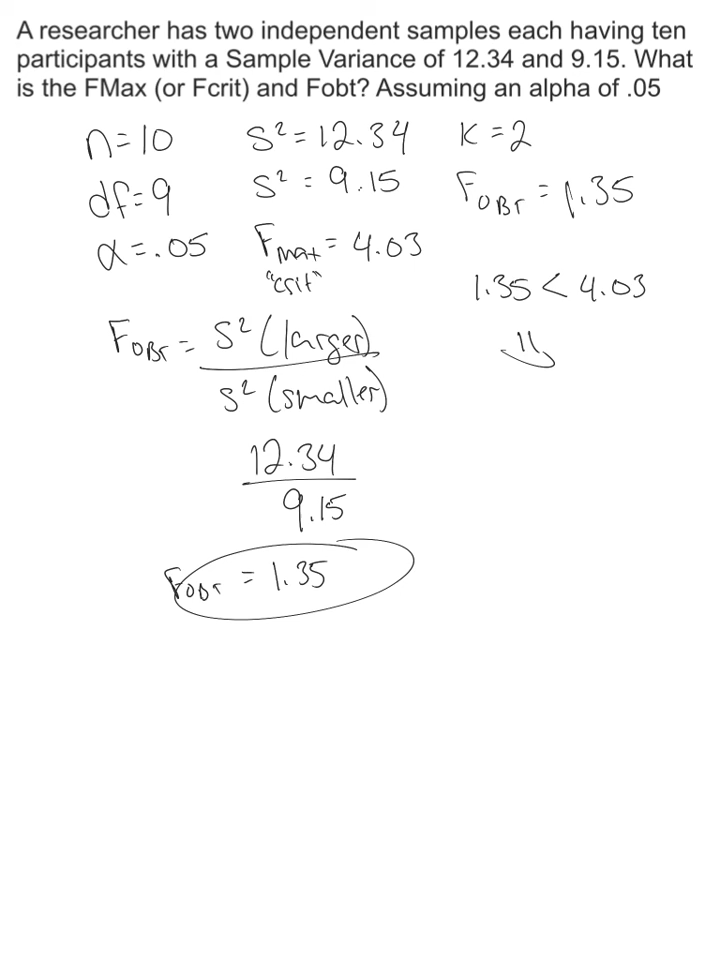 A researcher has two independent samples each having ten
participants with a Sample Variance of 12.34 and 9.15. What
is the FMax (or Fcrit) and Fobt? Assuming an alpha of .05
n=10 S²=12.34 K=2
df=9 S²=9.15 F OBT = 1.35
α=.05 Fmax = 4.03
"crit" 1.35 < 4.03
F OBT = S² (larger)
S² (smaller)
12.34
9.15
F OBT = 1.35